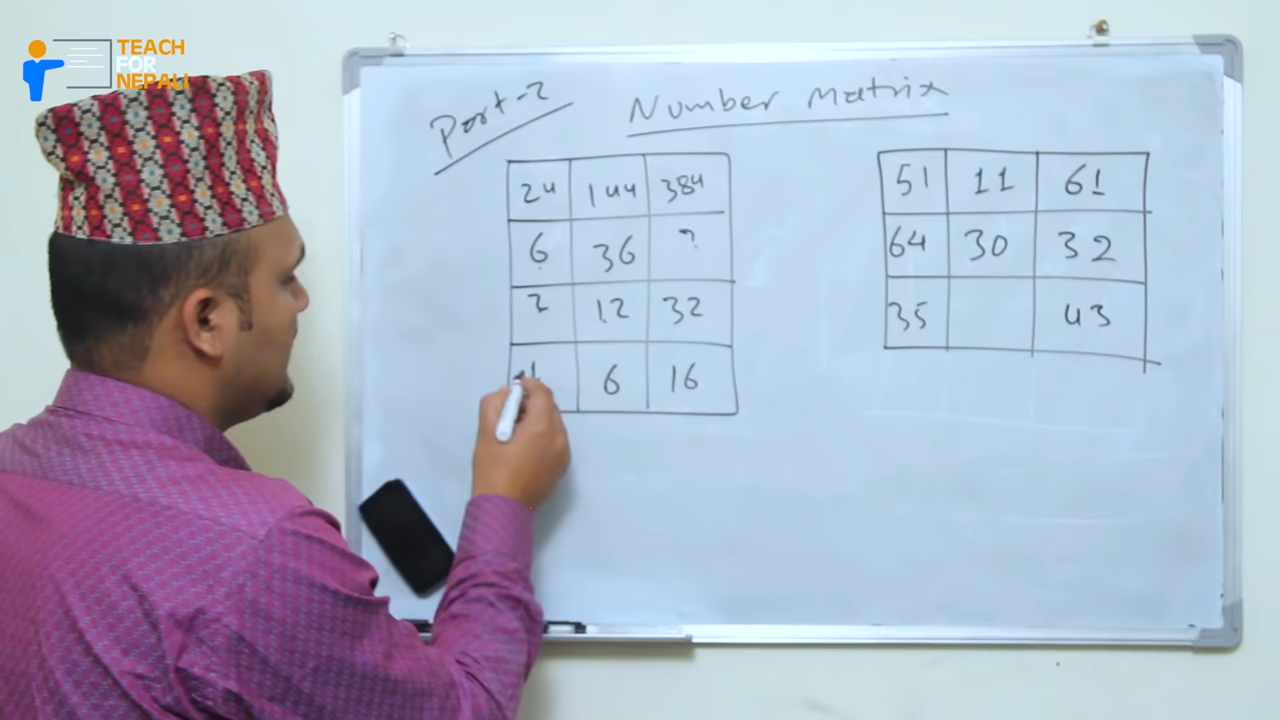 TEACH
FOR
NEPALI
Part-2
Number Matrix
24 144 384
6 36 ?
2 12 32
6 16
51 11 61
64 30 32
35 43